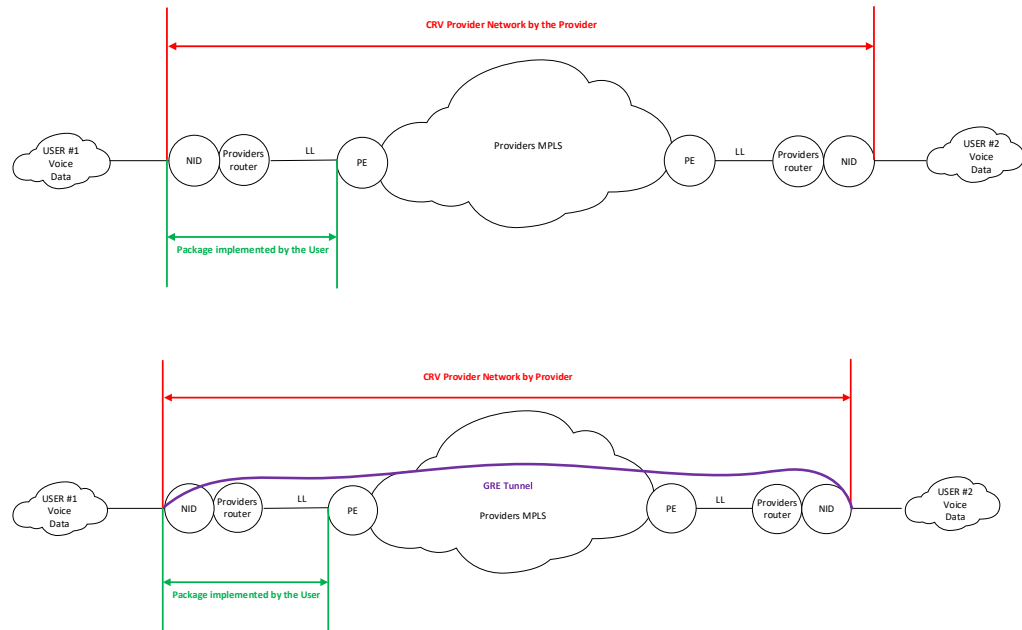 CRV Provider Network by the Provider
USER #1
Voice
Data
NID
Providers
router
LL
PE
Providers MPLS
PE
LL
Providers
router
NID
USER #2
Voice
Data
Package implemented by the User
CRV Provider Network by Provider
USER #1
Voice
Data
NID
Providers
router
LL
PE
GRE Tunnel
Providers MPLS
PE
LL
Providers
router
NID
USER #2
Voice
Data
Package implemented by the User